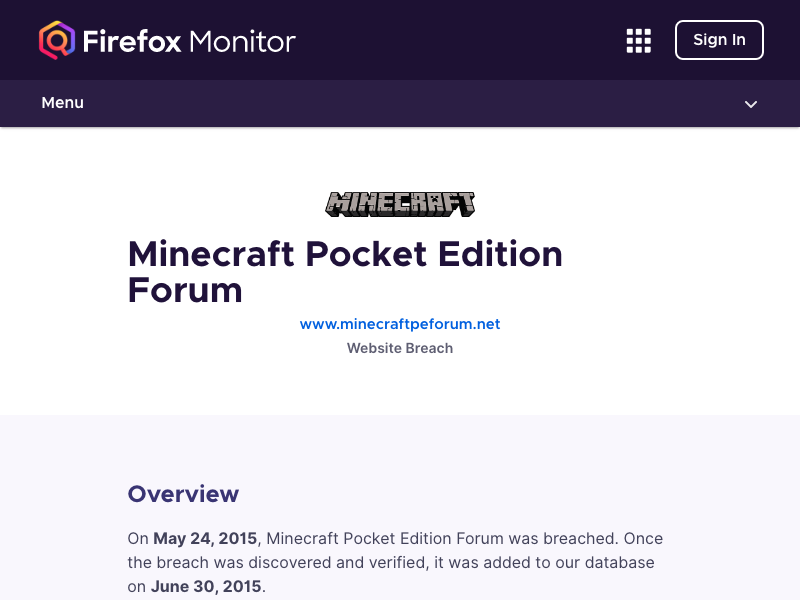 Firefox Monitor
Sign In
Menu
MINECRAFT
Minecraft Pocket Edition
Forum
www.minecraftpeforum.net
Website Breach
Overview
On May 24, 2015, Minecraft Pocket Edition Forum was breached. Once
the breach was discovered and verified, it was added to our database
on June 30, 2015.